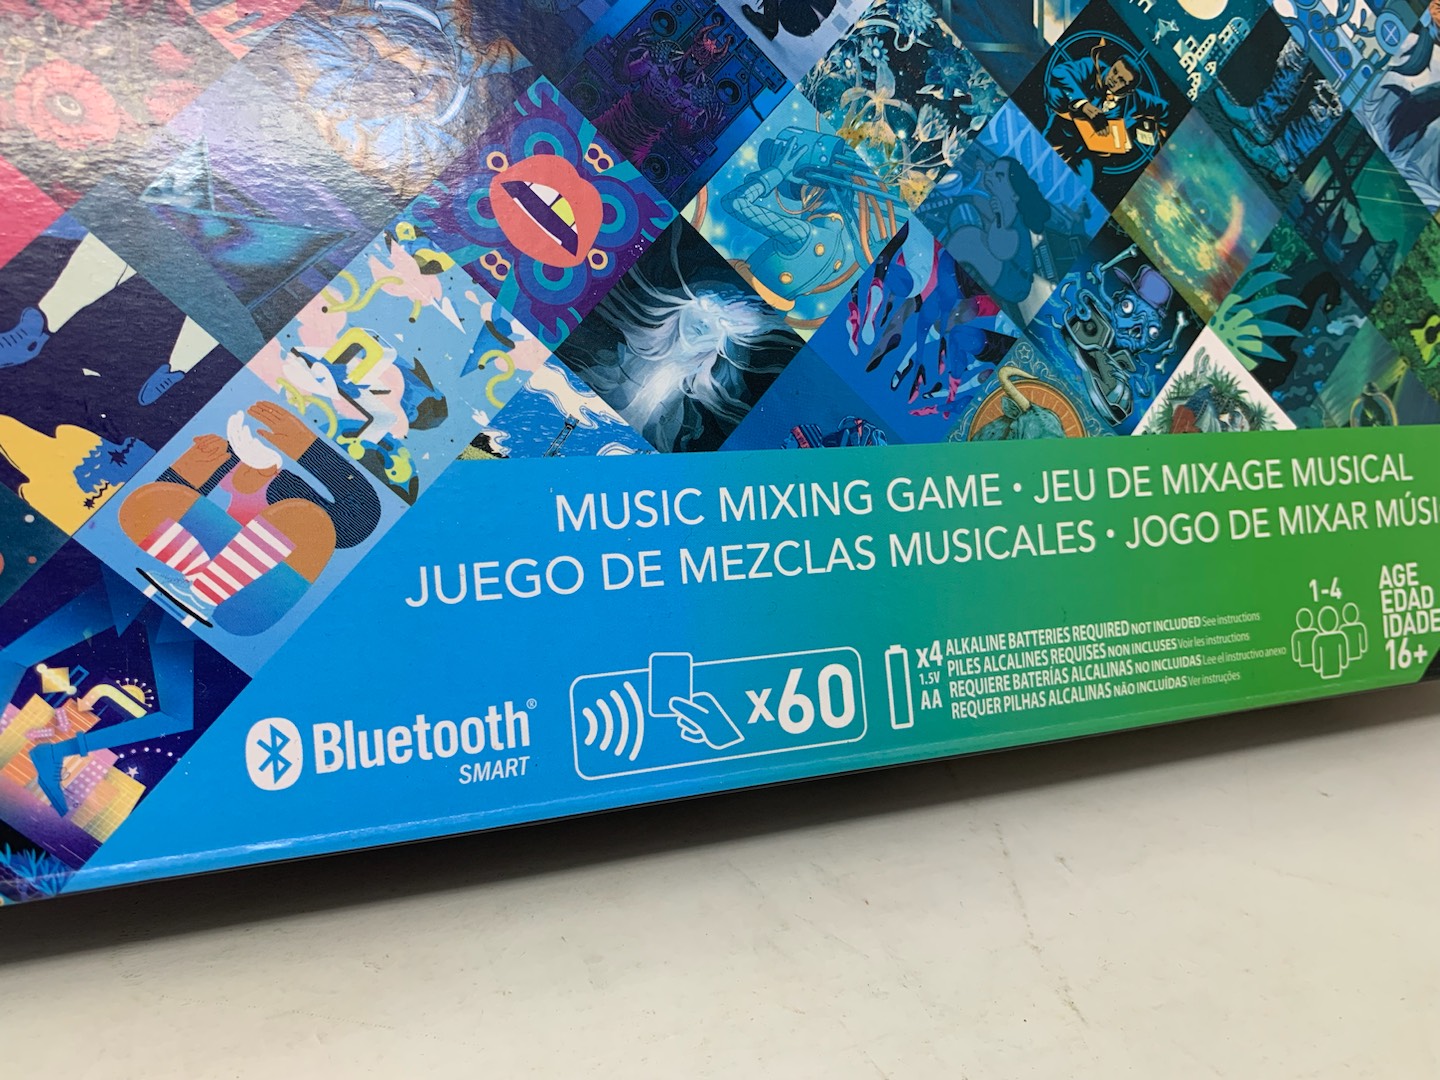 MUSIC MIXING GAME • JEU DE MIXAGE MUSICAL
JUEGO DE MEZCLAS MUSICALES • JOGO DE MIXAR
Bluetooth®
SMART
x60
x4
1.5V
AA
ALKALINE BATTERIES REQUIRED NOT INCLUDED See instructions
PILES ALCALINES REQUISES NON INCLUSES Voir les instructions
REQUIERE BATERÍAS ALCALINAS NO INCLUIDAS Lee el instructivo anexo
REQUER PILHAS ALCALINAS NÃO INCLUÍDAS Ver instruções
1-4
AGE
EDAD
IDADE
16+